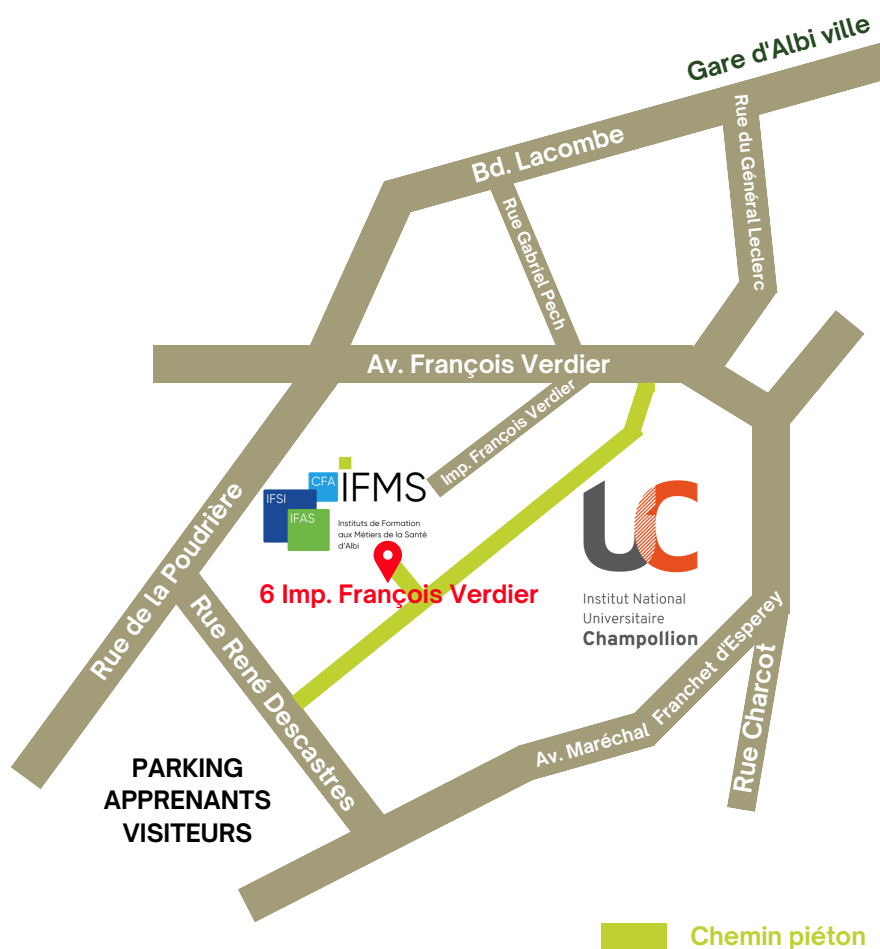 Gare d'Albi ville
Bd. Lacombe
Rue du Général Leclerc
Rue Gabriel Pech
Av. François Verdier
Imp. François Verdier
CFA
IFMS
IFSI
IFAS
Instituts de Formation
aux Métiers de la Santé
d'Albi
Rue de la Poudrière
6 Imp. François Verdier
UC
Institut National
Universitaire
Champollion
Rue René Descastres
Av. Maréchal Franchet d'Esperey
Rue Charcot
PARKING
APPRENANTS
VISITEURS
Chemin piéton